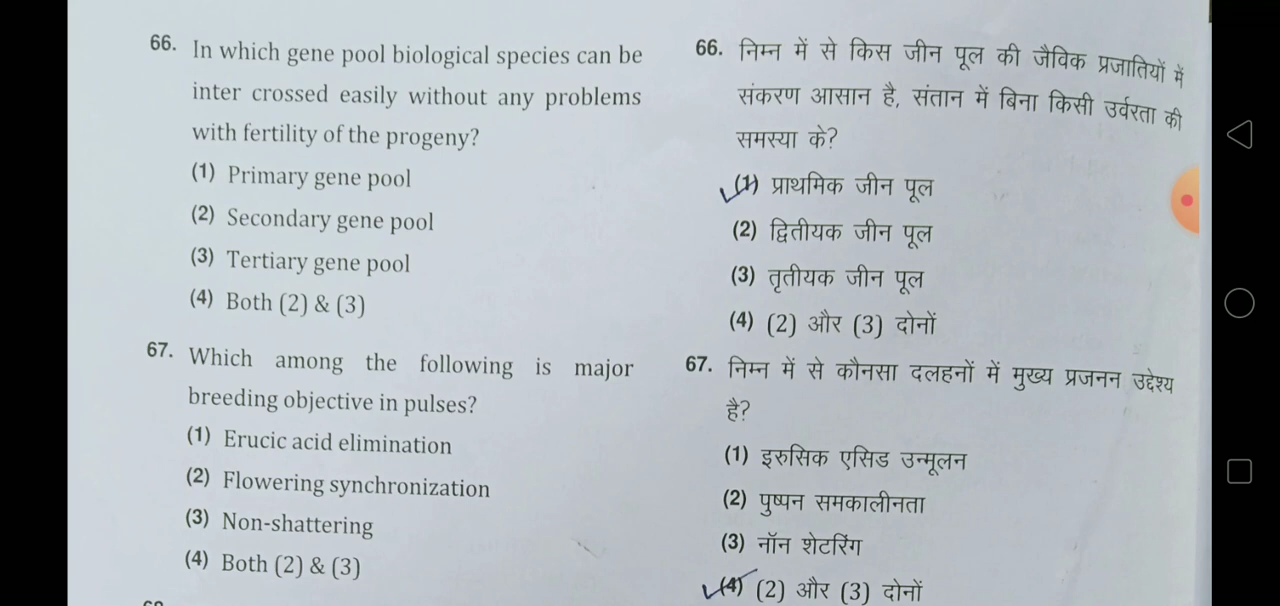 66. In which gene pool biological species can be
inter crossed easily without any problems
with fertility of the progeny?
(1) Primary gene pool
(2) Secondary gene pool
(3) Tertiary gene pool
(4) Both (2) & (3)
67. Which among the following is major
breeding objective in pulses?
(1) Erucic acid elimination
(2) Flowering synchronization
(3) Non-shattering
(4) Both (2) & (3)
66. निम्न में से किस जीन पूल की जैविक प्रजातियों में
संकरण आसान है, संतान में बिना किसी उर्वरता की
समस्या के?
(1) प्राथमिक जीन पूल
(2) द्वितीयक जीन पूल
(3) तृतीयक जीन पूल
(4) (2) और (3) दोनों
67. निम्न में से कौनसा दलहनों में मुख्य प्रजनन उद्देश्य
है?
(1) इरुसिक एसिड उन्मूलन
(2) पुष्पन समकालीनता
(3) नॉन शेटरिंग
(4) (2) और (3) दोनों